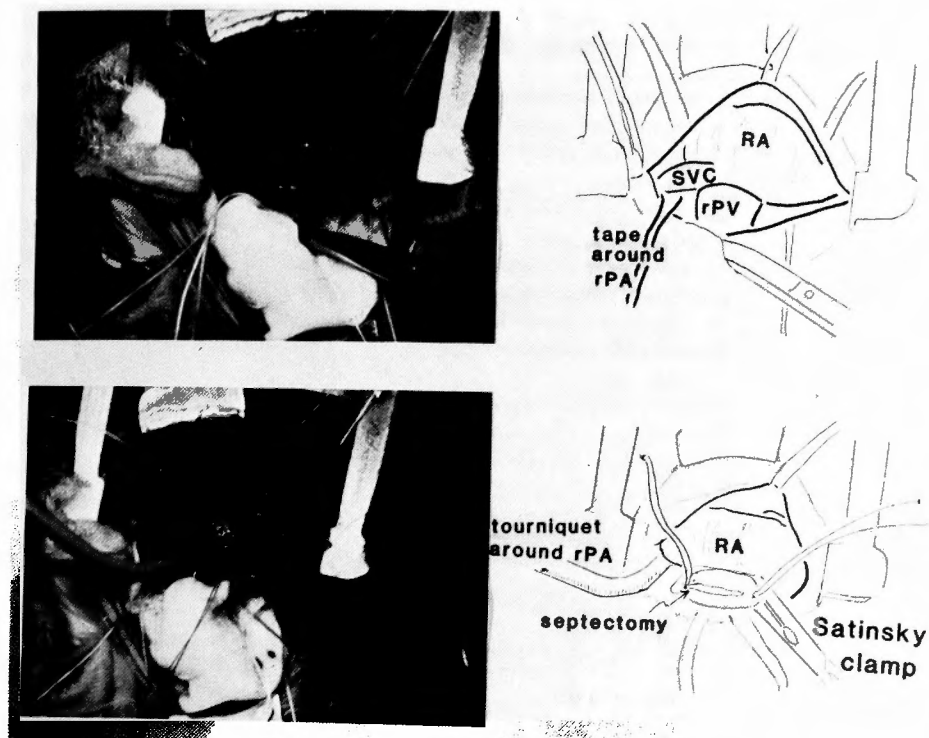 RA
SVC
rPV
tape
around
rPA
tourniquet
around rPA
RA
septectomy
Satinsky
clamp